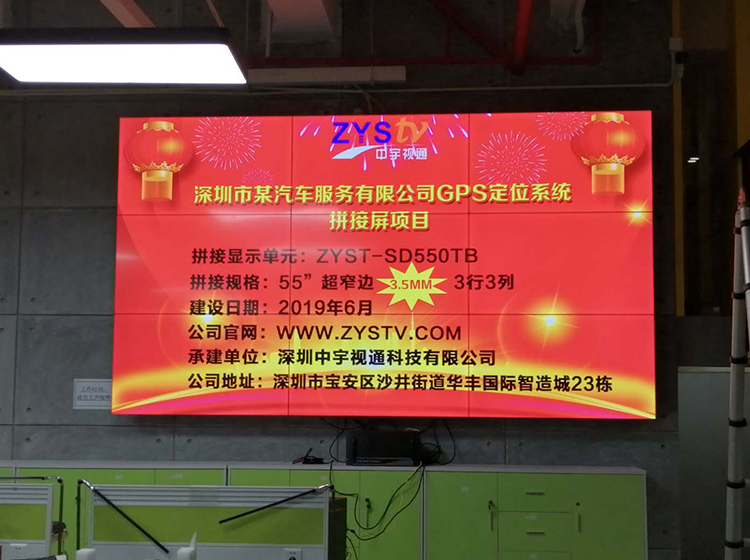 ZYStv
中宇视通
深圳市某汽车服务有限公司GPS定位系统
拼接屏项目
拼接显示单元：ZYST-SD550TB
拼接规格：55”超窄边 3.5MM 3行3列
建设日期：2019年6月
公司官网：WWW.ZYSTV.COM
承建单位：深圳中宇视通科技有限公司
公司地址：深圳市宝安区沙井街道华丰国际智造城23栋